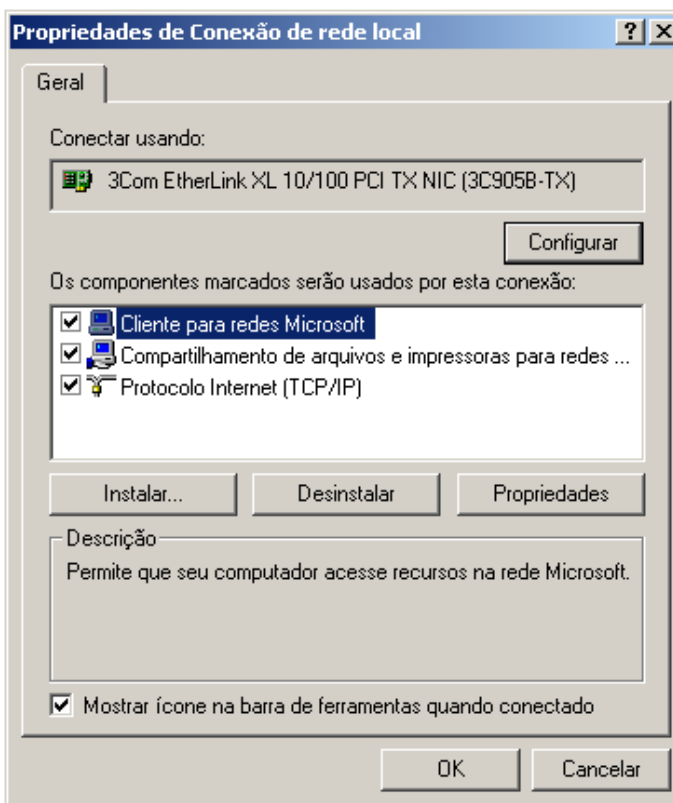 Propriedades de Conexão de rede local
Geral
Conectar usando:
3Com EtherLink XL 10/100 PCI TX NIC (3C905B-TX)
Configurar
Os componentes marcados serão usados por esta conexão:
Cliente para redes Microsoft
Compartilhamento de arquivos e impressoras para redes ...
Protocolo Internet (TCP/IP)
Instalar... Desinstalar Propriedades
Descrição
Permite que seu computador acesse recursos na rede Microsoft.
Mostrar ícone na barra de ferramentas quando conectado
OK Cancelar